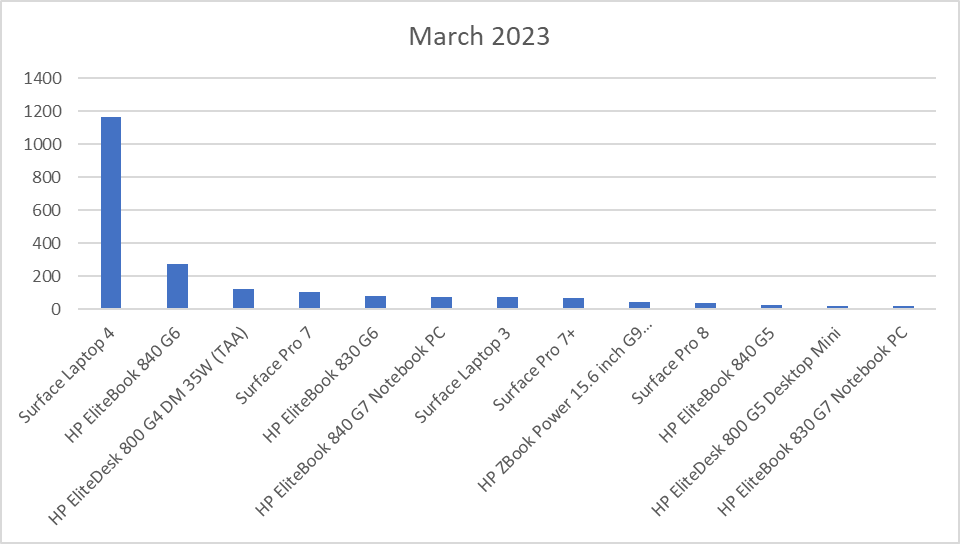 March 2023
1400
1200
1000
800
600
400
200
0
Surface Laptop 4
HP EliteBook 840 G6
HP EliteDesk 800 G4 DM 35W (TAA)
Surface Pro 7
HP EliteBook 830 G6
HP EliteBook 840 G7 Notebook PC
Surface Laptop 3
Surface Pro 7+
HP ZBook Power 15.6 inch G9...
Surface Pro 8
HP EliteBook 840 G5
HP EliteDesk 800 G5 Desktop Mini
HP EliteBook 830 G7 Notebook PC